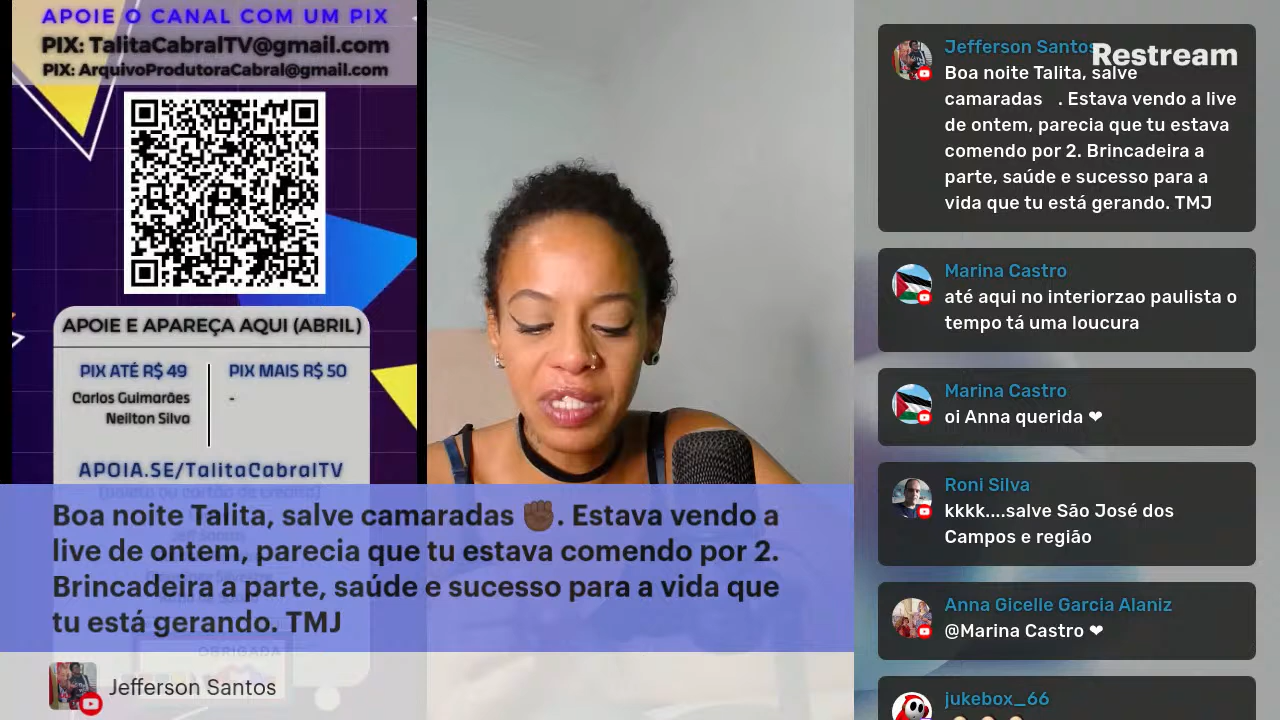 APOIE O CANAL COM UM PIX
PIX: TalitaCabralTV@gmail.com
PIX: ArquivoProdutoraCabral@gmail.com
APOIE E APAREÇA AQUI (ABRIL)
PIX ATÉ R$ 49
PIX MAIS R$ 50
Carlos Guimarães
-
Neilton Silva
APOIA.SE/TalitaCabralTV
(boleto ou cartão de crédito)
Boa noite Talita, salve camaradas ✊🏿. Estava vendo a
live de ontem, parecia que tu estava comendo por 2.
Brincadeira a parte, saúde e sucesso para a vida que
tu está gerando. TMJ
OBRIGADA
Jefferson Santos
Restream
Jefferson Santos
Boa noite Talita, salve
camaradas . Estava vendo a live
de ontem, parecia que tu estava
comendo por 2. Brincadeira a
parte, saúde e sucesso para a
vida que tu está gerando. TMJ
Marina Castro
até aqui no interiorzao paulista o
tempo tá uma loucura
Marina Castro
oi Anna querida ❤
Roni Silva
kkkk....salve São José dos
Campos e região
Anna Gicelle Garcia Alaniz
@Marina Castro ❤
jukebox_66